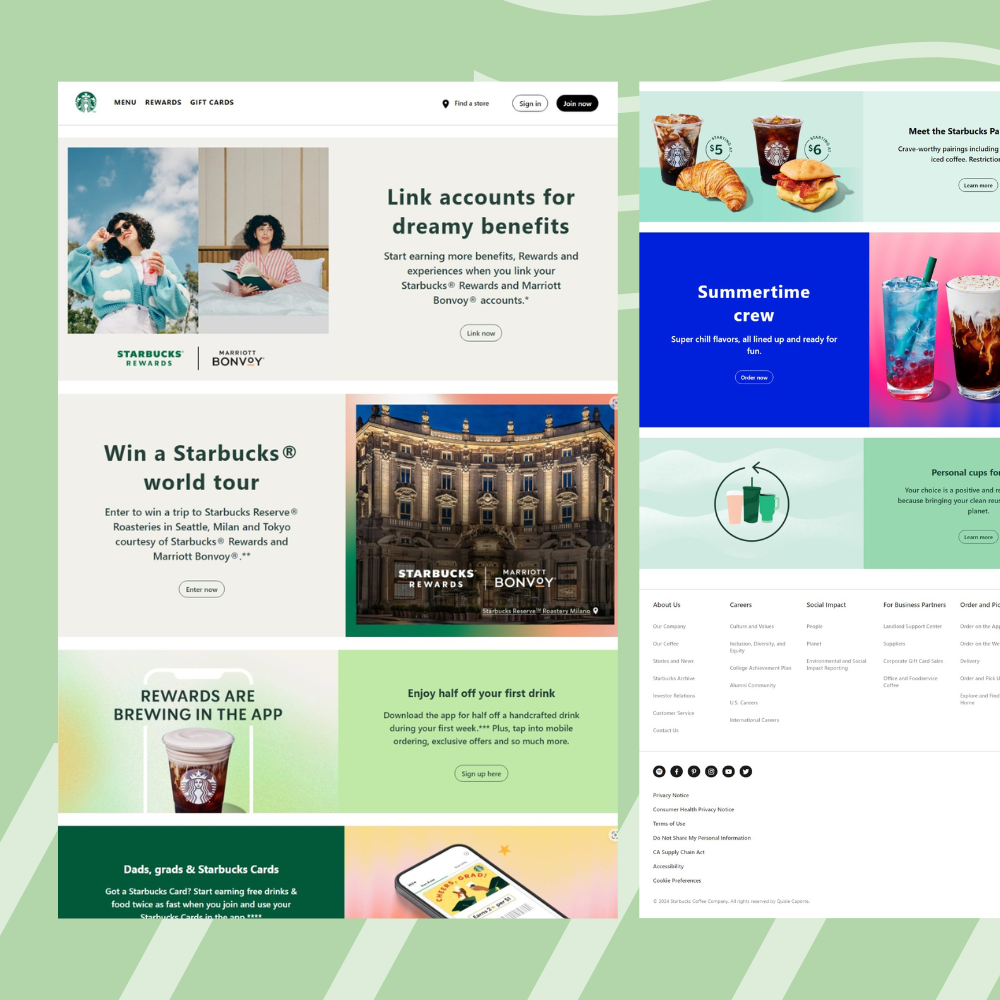 MENU REWARDS GIFT CARDS
Find a store
Sign in
Join now
Link accounts for
dreamy benefits
Start earning more benefits, Rewards and
experiences when you link your
Starbucks® Rewards and Marriott
Bonvoy® accounts.*
Link now
STARBUCKS®
REWARDS
MARRIOTT
BONVOY
Win a Starbucks®
world tour
Enter to win a trip to Starbucks Reserve®
Roasteries in Seattle, Milan and Tokyo
courtesy of Starbucks® Rewards and
Marriott Bonvoy®.**
Enter now
STARBUCKS®
REWARDS
MARRIOTT
BONVOY
Starbucks Reserve™ Roastery Milano
REWARDS ARE
BREWING IN THE APP
Enjoy half off your first drink
Download the app for half off a handcrafted drink
during your first week.*** Plus, tap into mobile
ordering, exclusive offers and so much more.
Sign up here
Dads, grads & Starbucks Cards
Got a Starbucks Card? Start earning free drinks &
food twice as fast when you join and use your
Starbucks Cards in the app.****
CHEERS, GRAD!
per $1
STARTING AT
$5
STARTING AT
$6
Meet the Starbucks Pa
Crave-worthy pairings including
iced coffee. Restriction
Learn more
Summertime
crew
Super chill flavors, all lined up and ready for
fun.
Order now
Personal cups fo
Your choice is a positive and re
because bringing your clean reus
planet.
Learn more
About Us
Our Company
Our Coffee
Stories and News
Starbucks Archive
Investor Relations
Customer Service
Contact Us
Careers
Culture and Values
Inclusion, Diversity, and
Equity
College Achievement Plan
Alumni Community
U.S. Careers
International Careers
Social Impact
People
Planet
Environmental and Social
Impact Reporting
For Business Partners
Landlord Support Center
Suppliers
Corporate Gift Card Sales
Office and Foodservice
Coffee
Order and Pic
Order on the App
Order on the We
Delivery
Order and Pick U
Explore and Find
Home
Privacy Notice
Consumer Health Privacy Notice
Terms of Use
Do Not Share My Personal Information
CA Supply Chain Act
Accessibility
Cookie Preferences
© 2024 Starbucks Coffee Company. All rights reserved by Quisie Caporta.